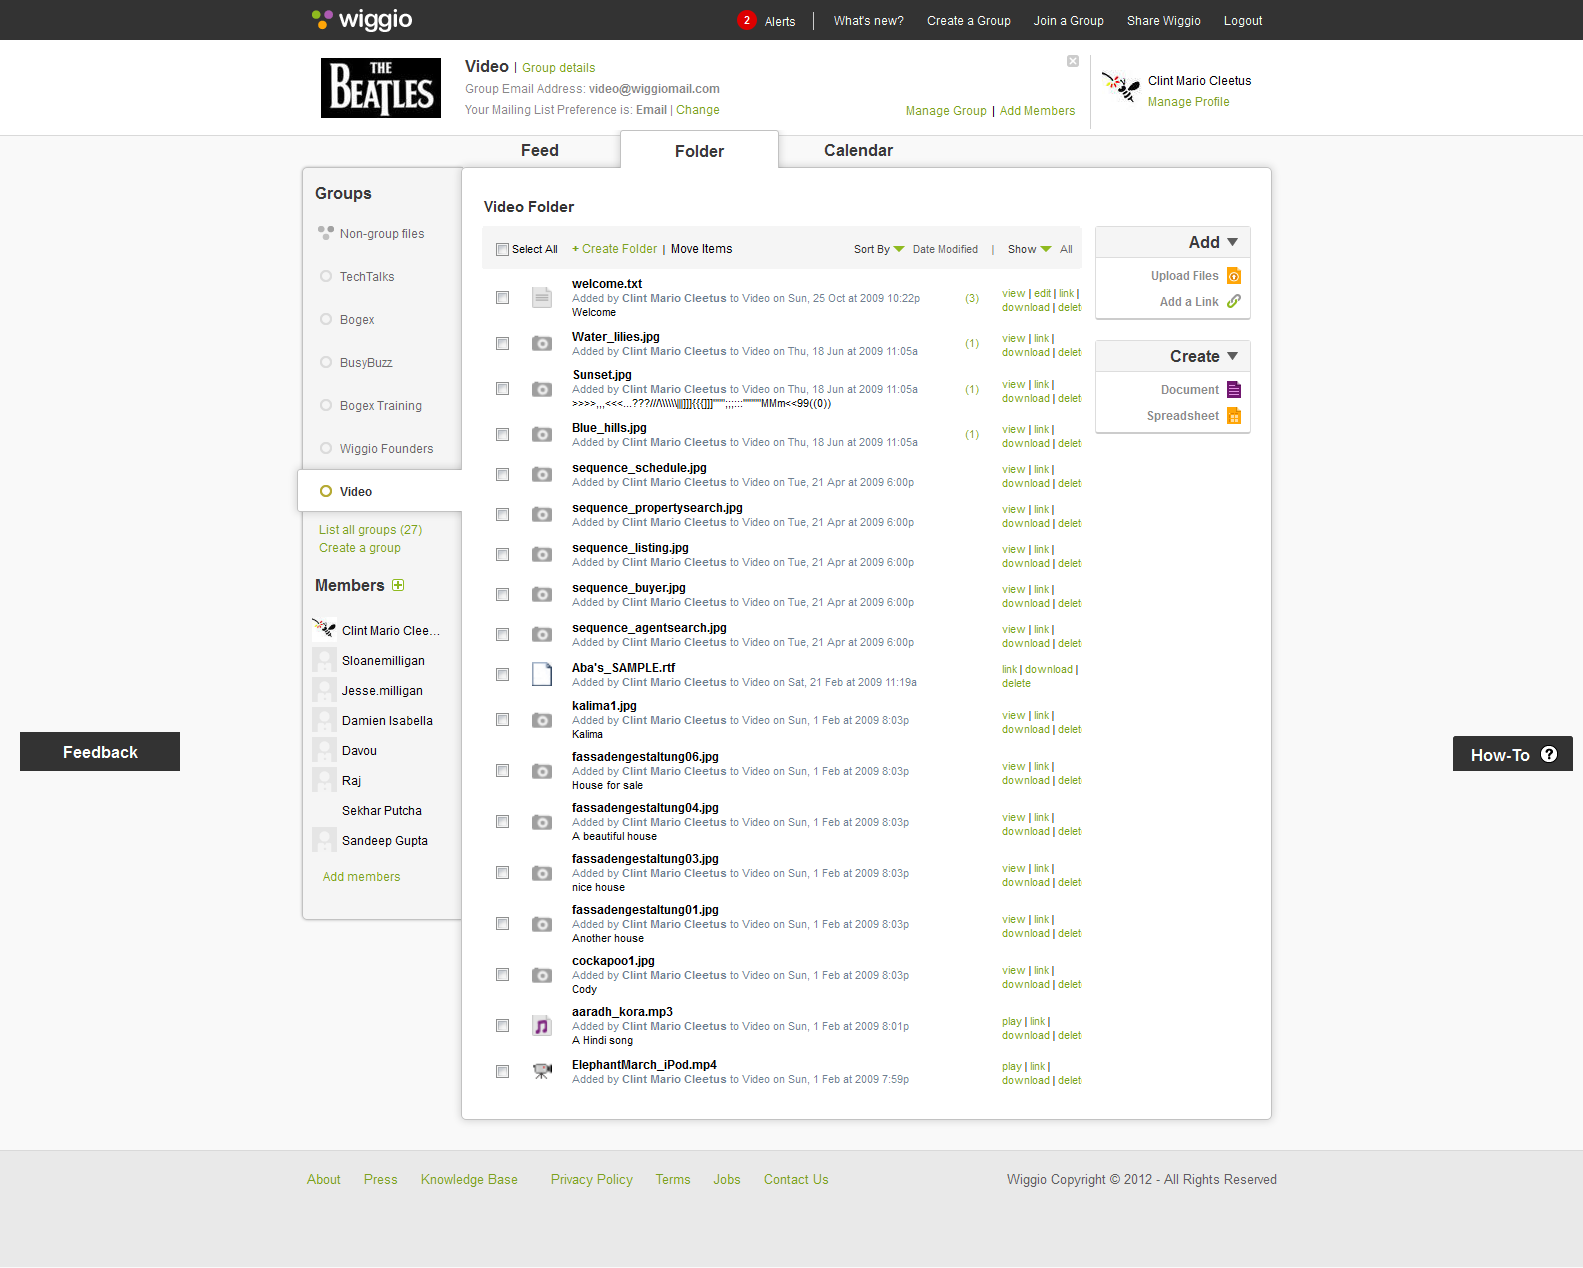 wiggio
2 Alerts What's new? Create a Group Join a Group Share Wiggio Logout
THE BEATLES
Video | Group details
Group Email Address: video@wiggiomail.com
Your Mailing List Preference is: Email | Change
Manage Group | Add Members
Clint Mario Cleetus
Manage Profile
Feed Folder Calendar
Groups
Non-group files
TechTalks
Bogex
BusyBuzz
Bogex Training
Wiggio Founders
Video
List all groups (27)
Create a group
Members
Clint Mario Clee...
Sloanemilligan
Jesse.milligan
Damien Isabella
Davou
Raj
Sekhar Putcha
Sandeep Gupta
Add members
Video Folder
Select All + Create Folder | Move Items Sort By Date Modified | Show All
welcome.txt
Added by Clint Mario Cleetus to Video on Sun, 25 Oct at 2009 10:22p (3)
Welcome
view | edit | link |
download | delet
Water_lilies.jpg
Added by Clint Mario Cleetus to Video on Thu, 18 Jun at 2009 11:05a (1)
view | link |
download | delet
Sunset.jpg
Added by Clint Mario Cleetus to Video on Thu, 18 Jun at 2009 11:05a (1)
view | link |
download | delet
Blue_hills.jpg
Added by Clint Mario Cleetus to Video on Thu, 18 Jun at 2009 11:05a (1)
view | link |
download | delet
sequence_schedule.jpg
Added by Clint Mario Cleetus to Video on Tue, 21 Apr at 2009 6:00p
view | link |
download | delet
sequence_propertysearch.jpg
Added by Clint Mario Cleetus to Video on Tue, 21 Apr at 2009 6:00p
view | link |
download | delet
sequence_listing.jpg
Added by Clint Mario Cleetus to Video on Tue, 21 Apr at 2009 6:00p
view | link |
download | delet
sequence_buyer.jpg
Added by Clint Mario Cleetus to Video on Tue, 21 Apr at 2009 6:00p
view | link |
download | delet
sequence_agentsearch.jpg
Added by Clint Mario Cleetus to Video on Tue, 21 Apr at 2009 6:00p
view | link |
download | delet
Aba's_SAMPLE.rtf
Added by Clint Mario Cleetus to Video on Sat, 21 Feb at 2009 11:19a
link | download |
delete
kalima1.jpg
Added by Clint Mario Cleetus to Video on Sun, 1 Feb at 2009 8:03p
Kalima
view | link |
download | delet
fassadengestaltung06.jpg
Added by Clint Mario Cleetus to Video on Sun, 1 Feb at 2009 8:03p
House for sale
view | link |
download | delet
fassadengestaltung04.jpg
Added by Clint Mario Cleetus to Video on Sun, 1 Feb at 2009 8:03p
A beautiful house
view | link |
download | delet
fassadengestaltung03.jpg
Added by Clint Mario Cleetus to Video on Sun, 1 Feb at 2009 8:03p
nice house
view | link |
download | delet
fassadengestaltung01.jpg
Added by Clint Mario Cleetus to Video on Sun, 1 Feb at 2009 8:03p
Another house
view | link |
download | delet
cockapoo1.jpg
Added by Clint Mario Cleetus to Video on Sun, 1 Feb at 2009 8:03p
Cody
view | link |
download | delet
aaradh_kora.mp3
Added by Clint Mario Cleetus to Video on Sun, 1 Feb at 2009 8:01p
A Hindi song
play | link |
download | delet
ElephantMarch_iPod.mp4
Added by Clint Mario Cleetus to Video on Sun, 1 Feb at 2009 7:59p
play | link |
download | delet
Add
Upload Files
Add a Link
Create
Document
Spreadsheet
Feedback
How-To ?
About Press Knowledge Base Privacy Policy Terms Jobs Contact Us Wiggio Copyright © 2012 - All Rights Reserved